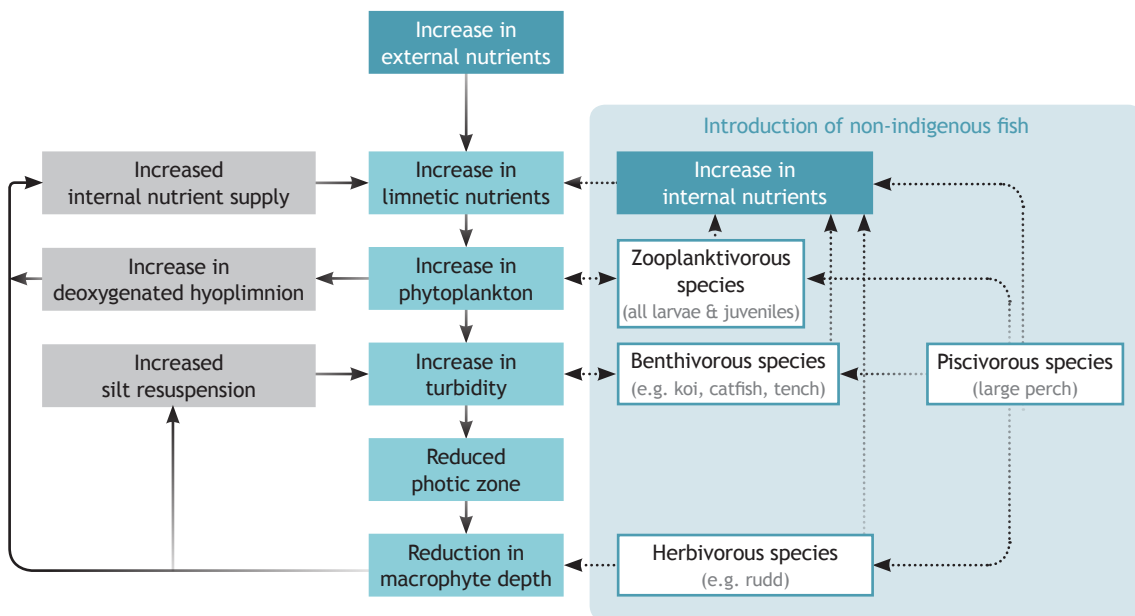 Increase in
external nutrients
Introduction of non-indigenous fish
Increased
internal nutrient supply
Increase in
limnetic nutrients
Increase in
internal nutrients
Increase in
deoxygenated hyoplimnion
Increase in
phytoplankton
Zooplanktivorous
species
(all larvae & juveniles)
Increased
silt resuspension
Increase in
turbidity
Benthivorous species
(e.g. koi, catfish, tench)
Piscivorous species
(large perch)
Reduced
photic zone
Reduction in
macrophyte depth
Herbivorous species
(e.g. rudd)